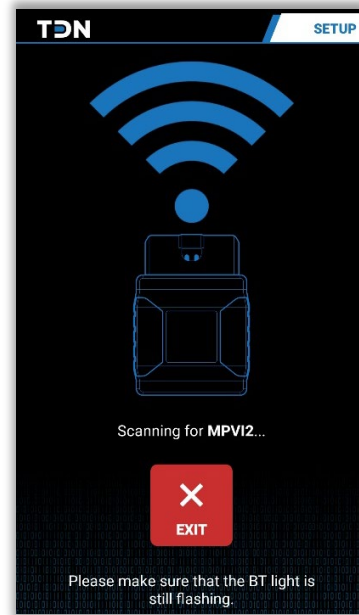 TDN
SETUP
Scanning for MPVI2...
EXIT
Please make sure that the BT light is
still flashing.